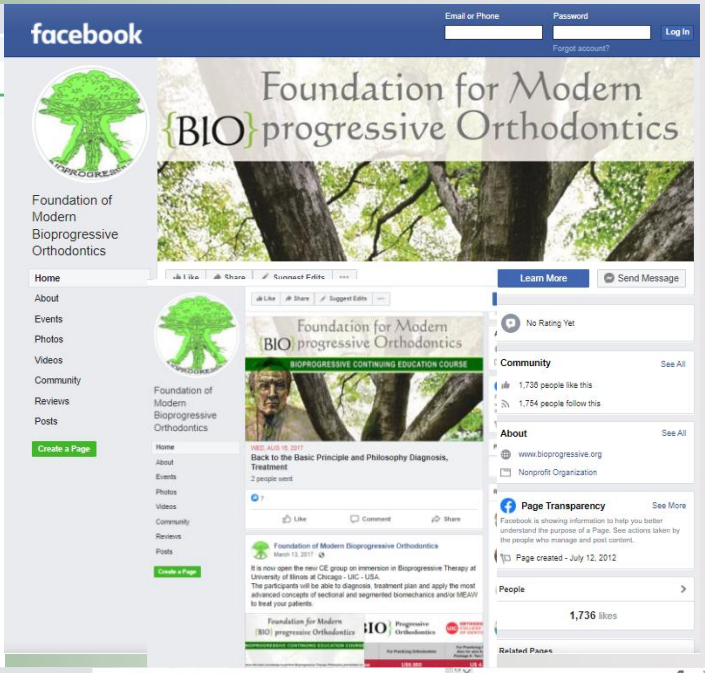 facebook
Email or Phone
Password
Log In
Forgot account?
BIOPROGRESSIVE
Foundation for Modern
{BIO} progressive Orthodontics
Foundation of
Modern
Bioprogressive
Orthodontics
Home
About
Events
Photos
Videos
Community
Reviews
Posts
Create a Page
Like
Share
Suggest Edits
Learn More
Send Message
Like
Share
Suggest Edits
Foundation of
Modern
Bioprogressive
Orthodontics
Home
About
Events
Photos
Videos
Community
Reviews
Posts
Create a Page
Foundation for Modern
{BIO} progressive Orthodontics
BIOPROGRESSIVE CONTINUING EDUCATION COURSE
WED, AUG 16, 2017
Back to the Basic Principle and Philosophy Diagnosis,
Treatment
2 people went
7
Like
Comment
Share
Foundation of Modern Bioprogressive Orthodontics
March 13, 2017
It is now open the new CE group on immersion in Bioprogressive Therapy at
University of Illinois at Chicago - UIC - USA.
The participants will be able to diagnosis, treatment plan and apply the most
advanced concepts of sectional and segmented biomechanics and/or MEAW
to treat your patients.
Foundation for Modern
{BIO} progressive Orthodontics
BIOPROGRESSIVE CONTINUING EDUCATION COURSE
IO} Progressive
Orthodontics
UIC
For Practicing Orthodontists
No Rating Yet
Community
See All
1,736 people like this
1,754 people follow this
About
See All
www.bioprogressive.org
Nonprofit Organization
Page Transparency
See More
Facebook is showing information to help you better
understand the purpose of a Page. See actions taken by
the people who manage and post content.
Page created - July 12, 2012
People
1,736 likes
Related Pages